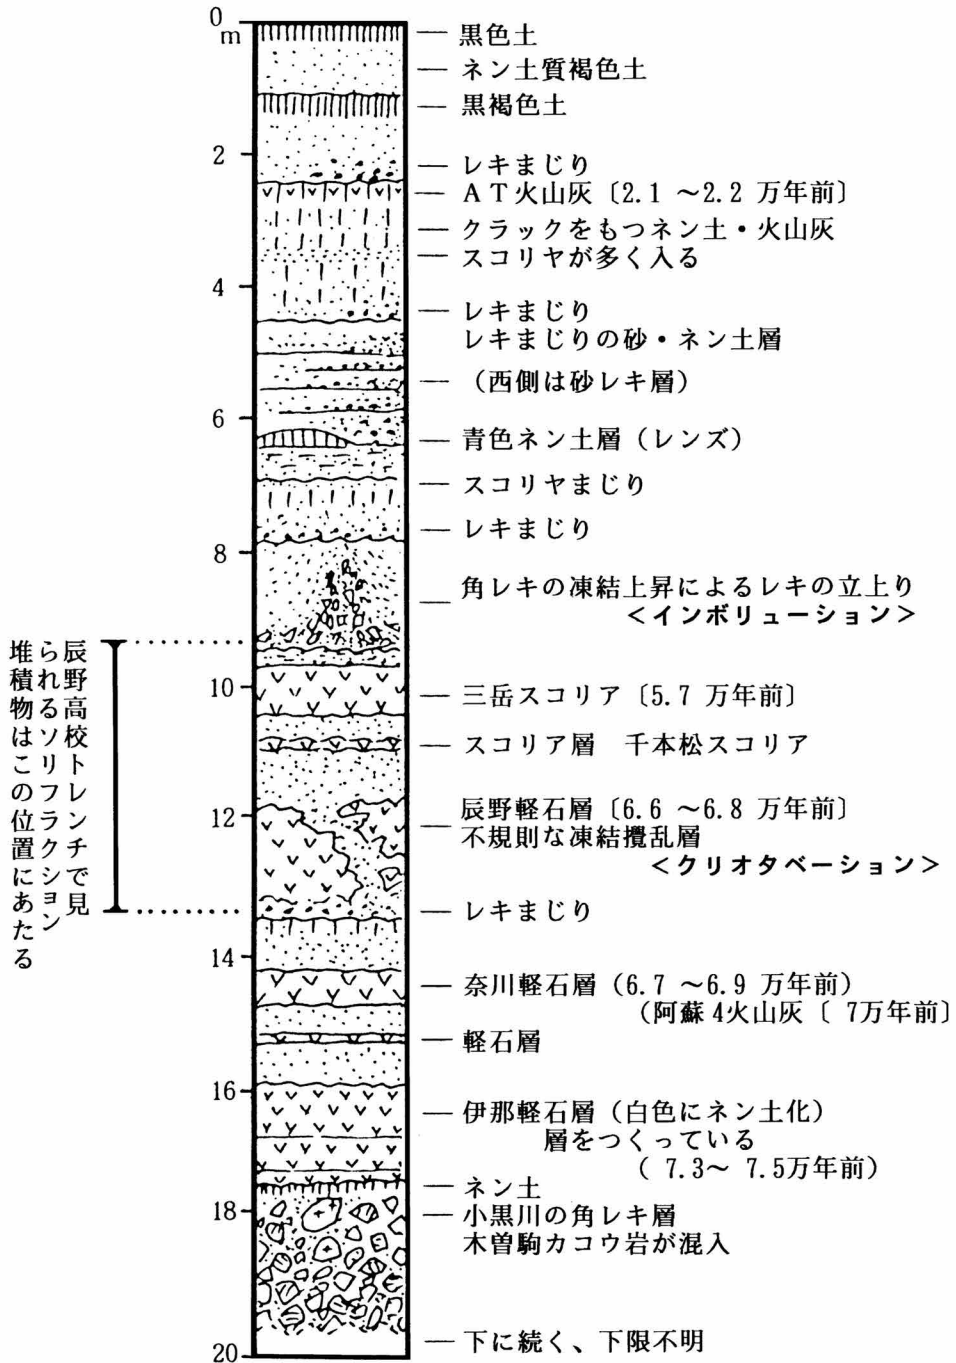 0
m
黒色土
ネン土質褐色土
黒褐色土
2
レキまじり
AT火山灰〔2.1 ～2.2 万年前〕
クラックをもつネン土・火山灰
スコリヤが多く入る
4
レキまじり
レキまじりの砂・ネン土層
（西側は砂レキ層）
6
青色ネン土層（レンズ）
スコリヤまじり
レキまじり
8
角レキの凍結上昇によるレキの立上り
＜インボリューション＞
辰野高校トレンチで見
られるソリフラクション
堆積物はこの位置にあたる
10
三岳スコリア〔5.7 万年前〕
スコリア層　千本松スコリア
12
辰野軽石層〔6.6 ～6.8 万年前〕
不規則な凍結攪乱層
＜クリオタベーション＞
レキまじり
14
奈川軽石層（6.7 ～6.9 万年前）
（阿蘇4火山灰〔 7万年前〕
軽石層
16
伊那軽石層（白色にネン土化）
層をつくっている
（ 7.3～ 7.5万年前）
ネン土
18
小黒川の角レキ層
木曽駒カコウ岩が混入
下に続く、下限不明
20